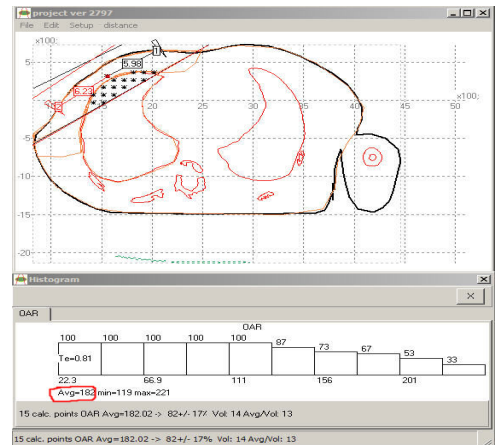 project ver 2797
File Edit Setup distance
x100;
1
5.98
6.23
5
10 15 20 25 30 35 40 45 50
x100;
-5
-10
-15
-20
Histogram
OAR
OAR
100 100 100 100 100 87 73 67 53 33
Te=0.81
22.3 66.9 111 156 201
Avg=182 min=119 max=221
15 calc. points OAR Avg=182.02 -> 82+/- 17% Vol: 14 Avg/Vol: 13
15 calc. points OAR Avg=182.02 -> 82+/- 17% Vol: 14 Avg/Vol: 13